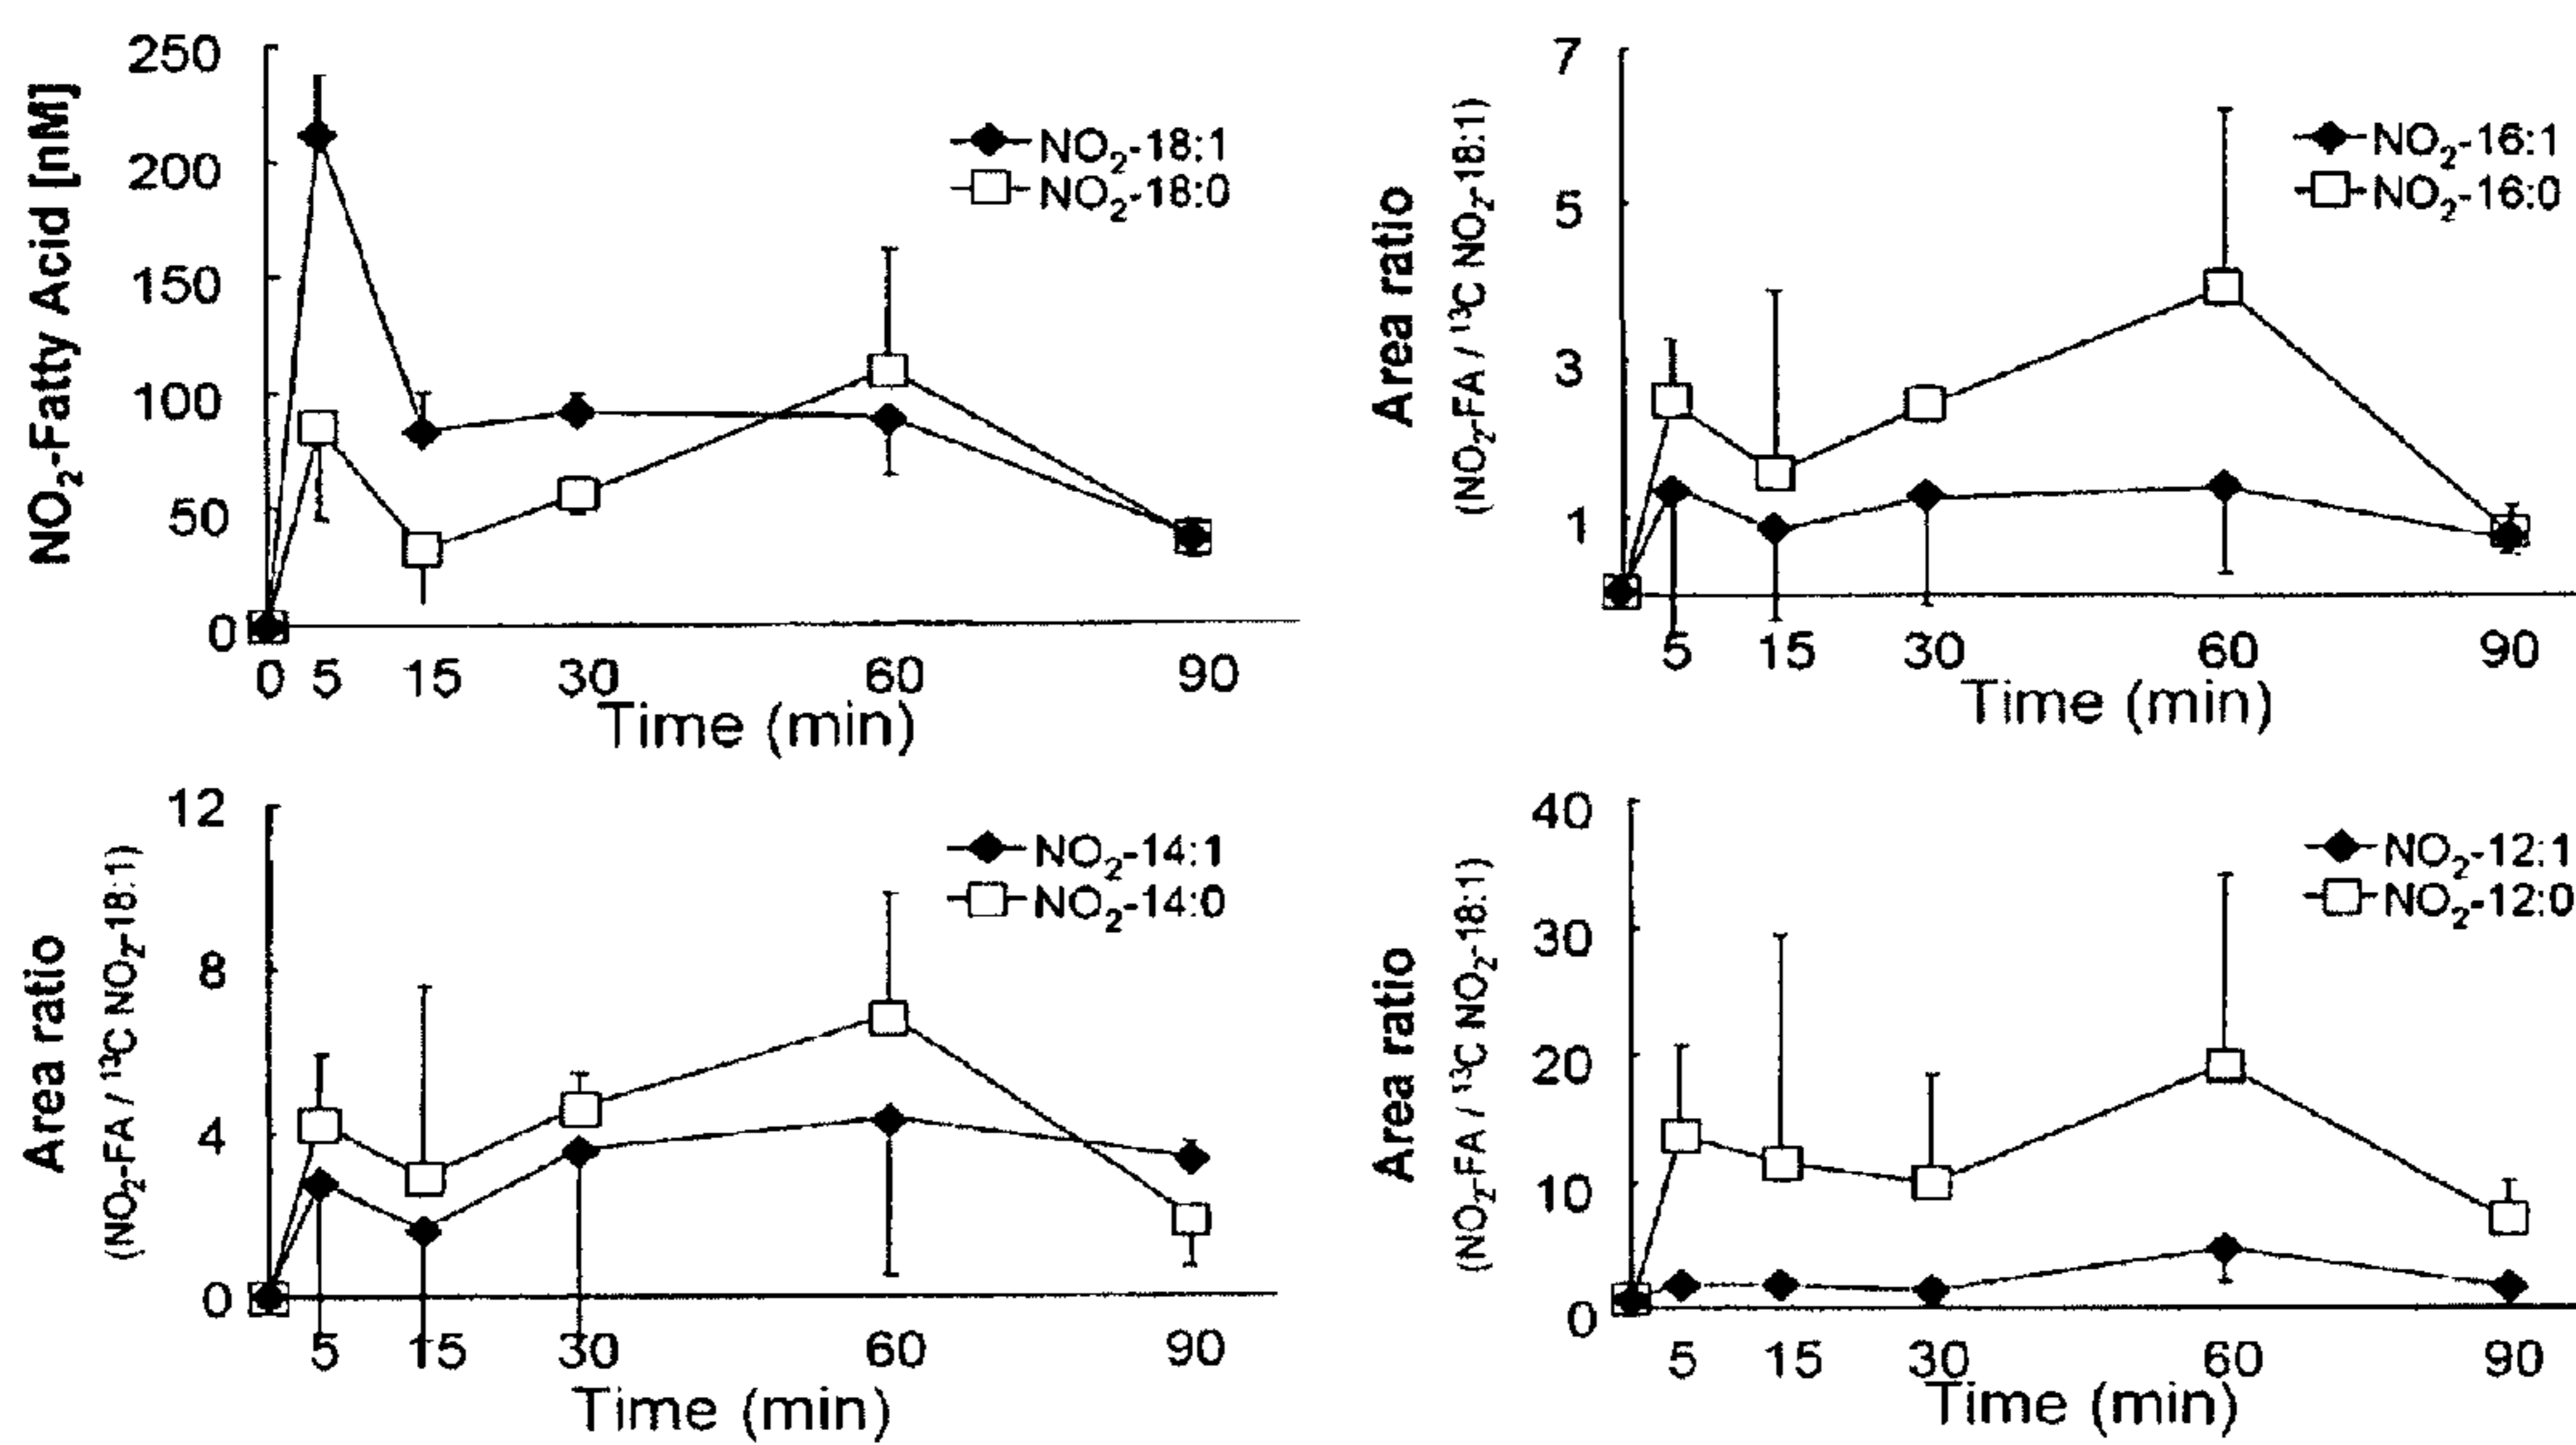 250
200
150
100
50
0
NO₂-Fatty Acid [nM]
NO₂-18:1
NO₂-18:0
0 5 15 30 60 90
Time (min)
7
5
3
1
Area ratio
(NO₂-FA / ¹³C NO₂-18:1)
NO₂-16:1
NO₂-16:0
5 15 30 60 90
Time (min)
12
8
4
0
Area ratio
(NO₂-FA / ¹³C NO₂-18:1)
NO₂-14:1
NO₂-14:0
5 15 30 60 90
Time (min)
40
30
20
10
0
Area ratio
(NO₂-FA / ¹³C NO₂-18:1)
NO₂-12:1
NO₂-12:0
5 15 30 60 90
Time (min)